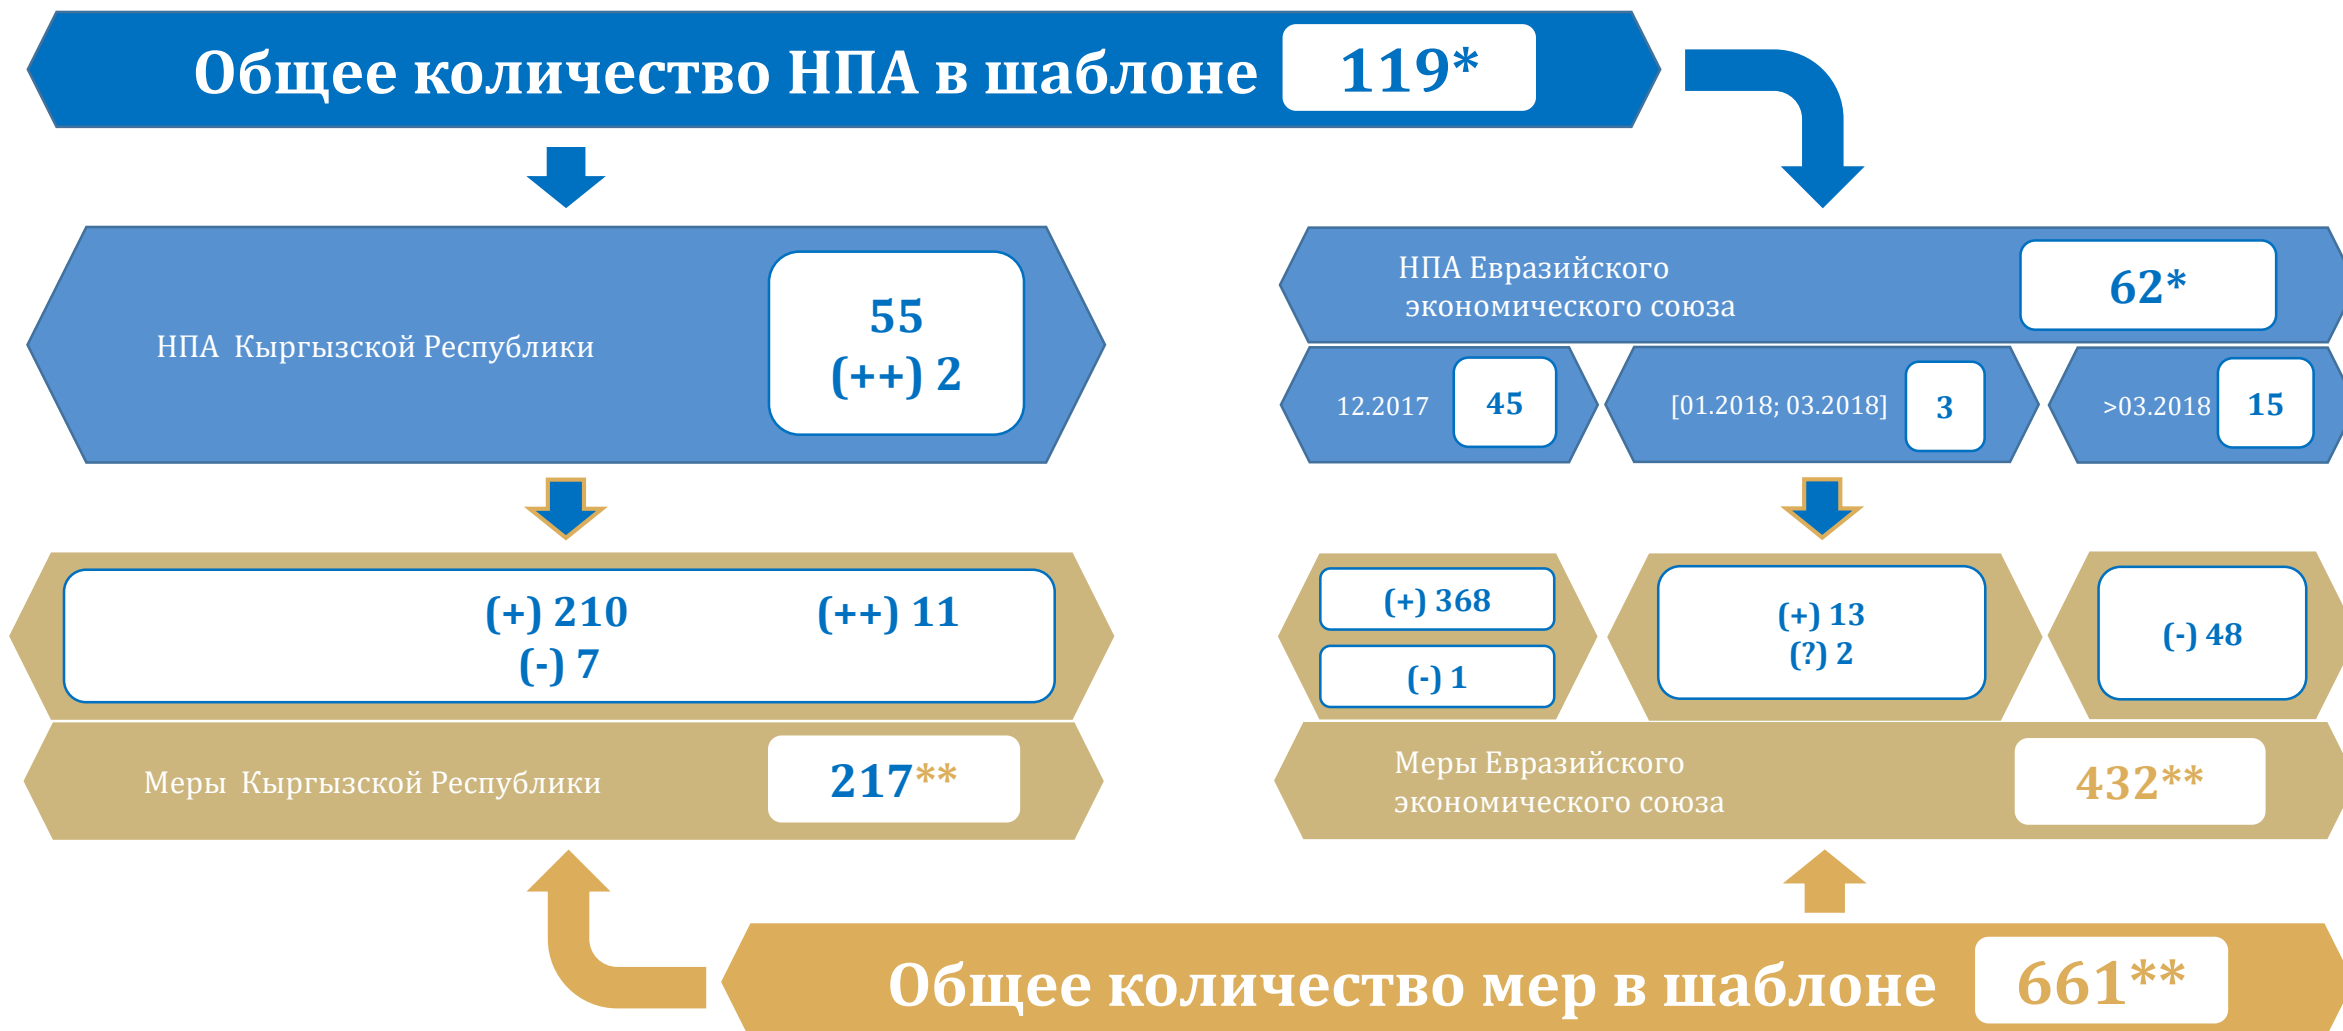 Общее количество НПА в шаблоне 119*
НПА Кыргызской Республики
55
(++) 2
НПА Евразийского
экономического союза
62*
12.2017 45
[01.2018; 03.2018] 3
>03.2018 15
(+) 210 (++) 11
(-) 7
(+) 368
(-) 1
(+) 13
(?) 2
(-) 48
Меры Кыргызской Республики 217**
Меры Евразийского
экономического союза
432**
Общее количество мер в шаблоне 661**